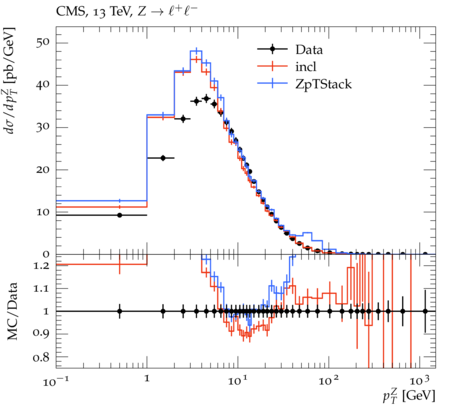 CMS, 13 TeV, Z → ℓ⁺ℓ⁻
dσ/dp_T^Z [pb/GeV]
50
40
30
20
10
0
Data
incl
ZpTStack
MC/Data
1.2
1.1
1
0.9
0.8
10⁻¹ 1 10¹ 10² 10³
p_T^Z [GeV]